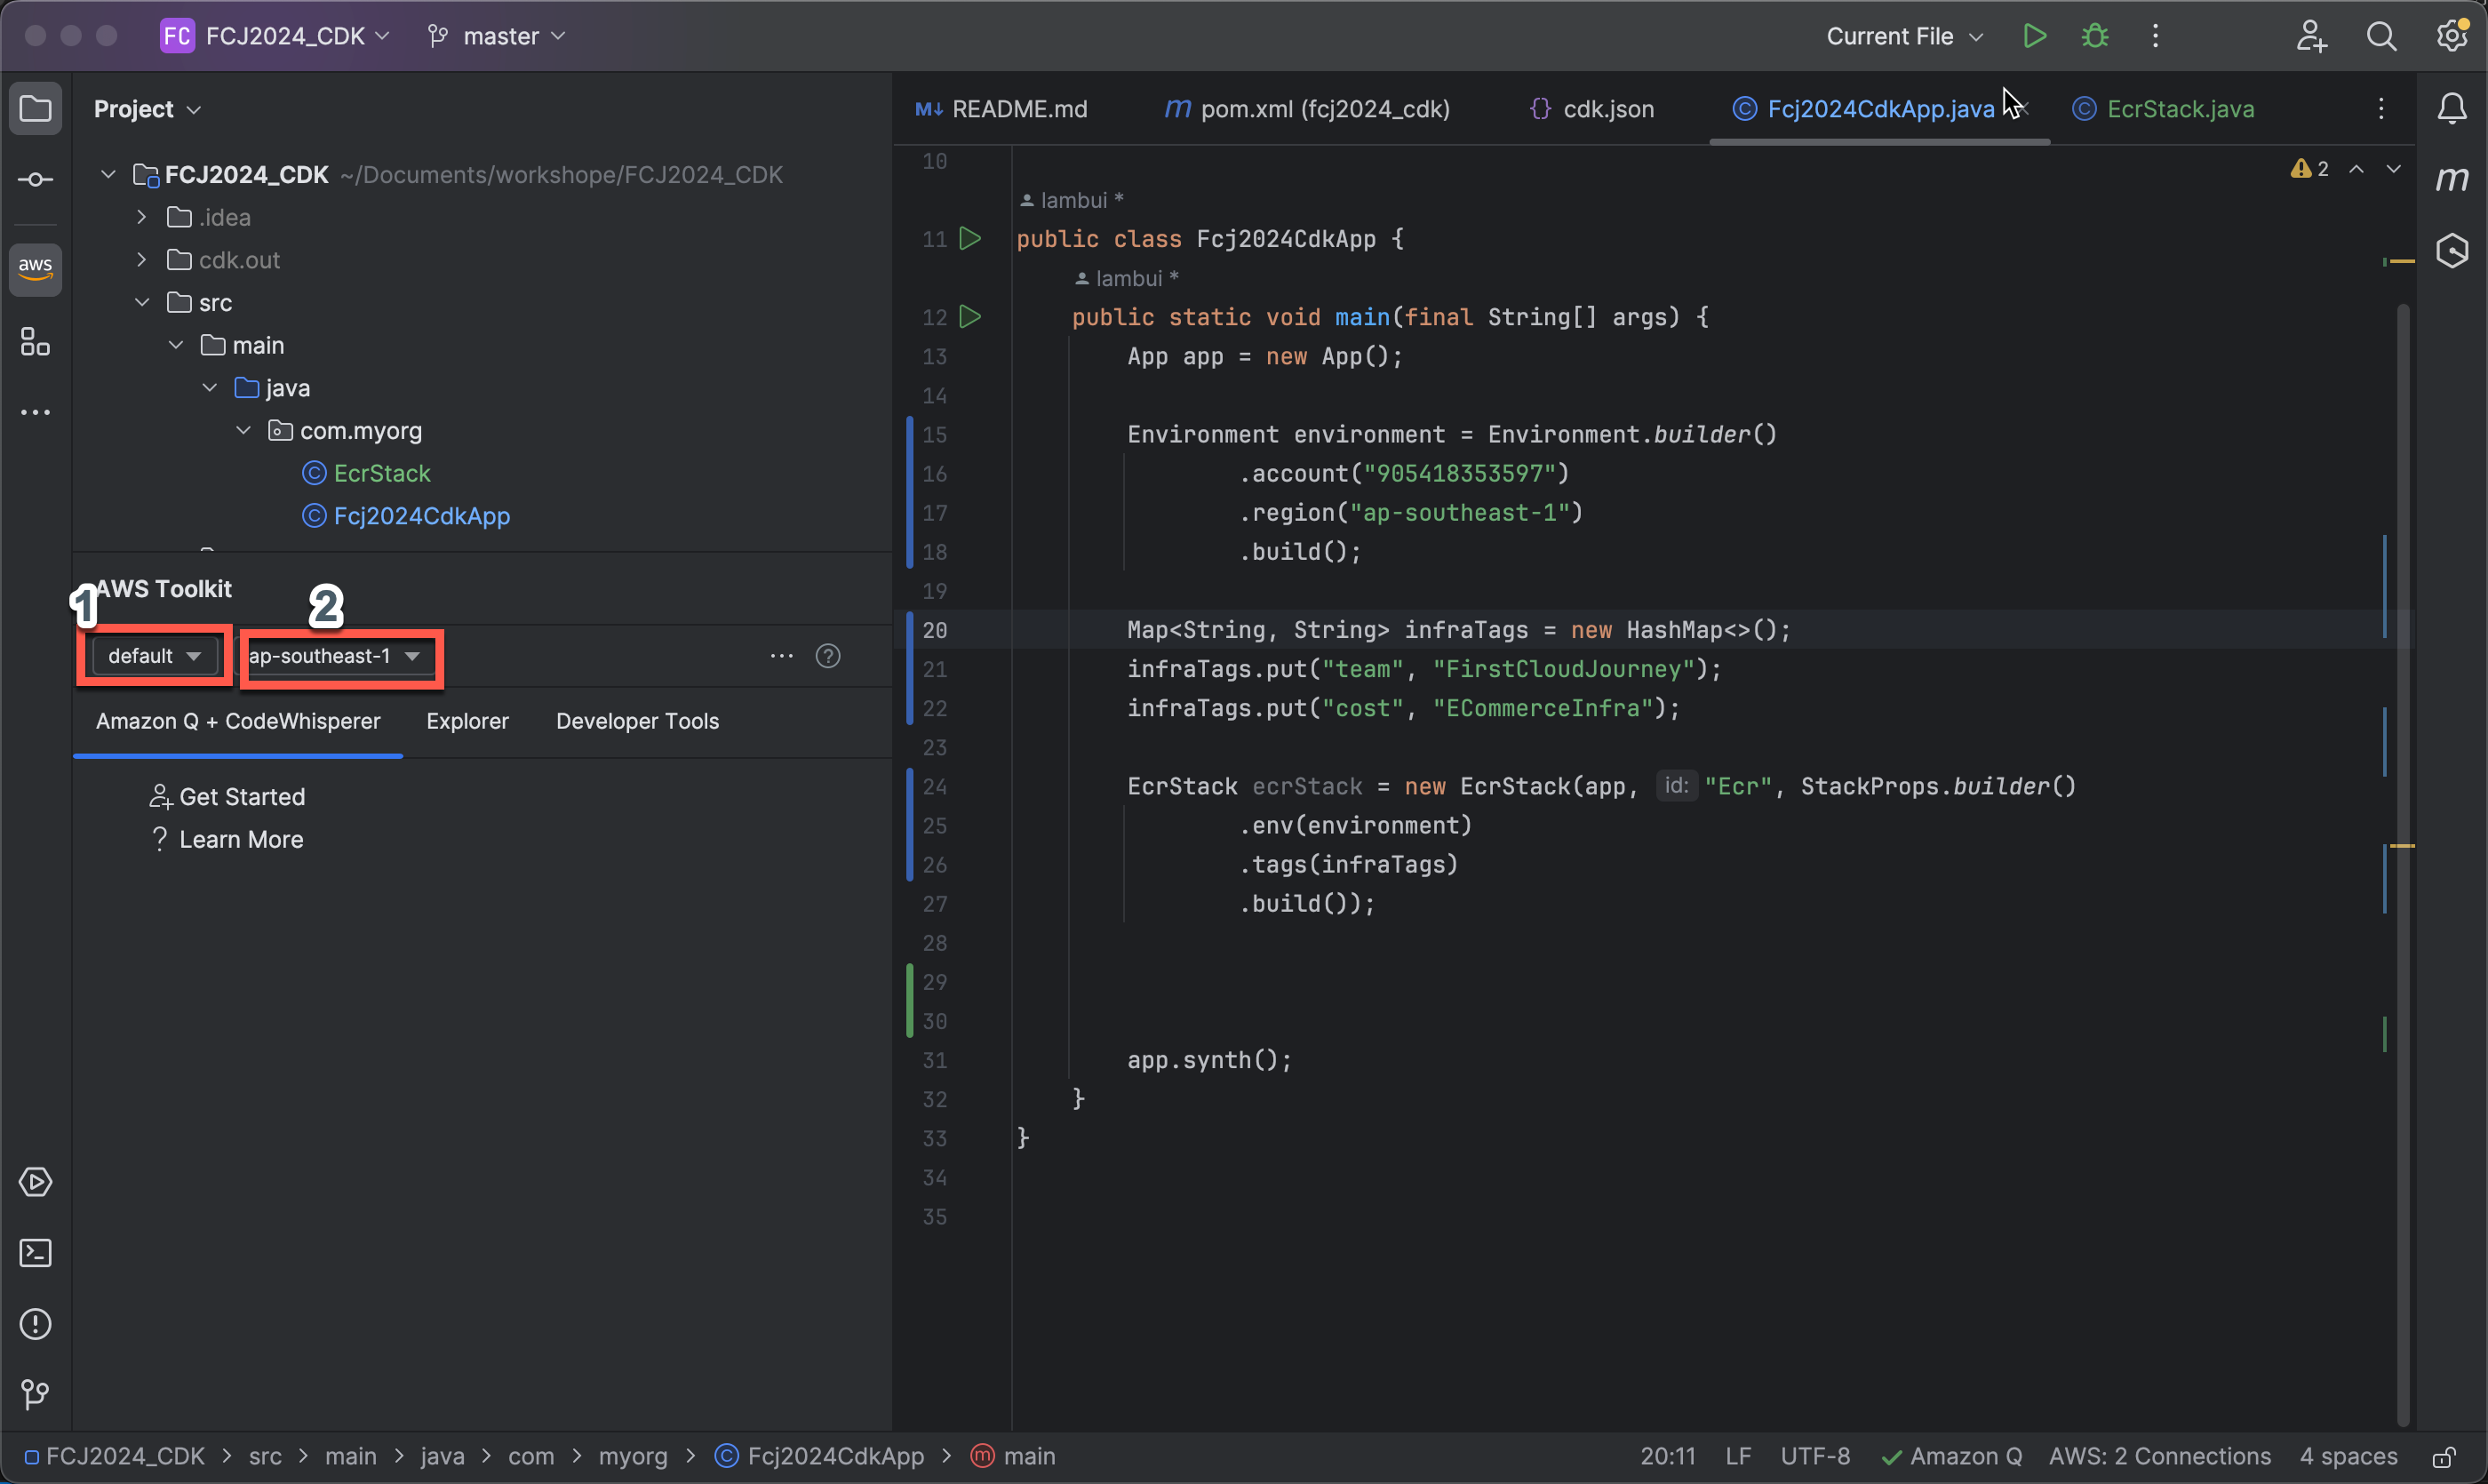 FC FCJ2024_CDK master Current File
Project
README.md pom.xml (fcj2024_cdk) cdk.json Fcj2024CdkApp.java EcrStack.java
FCJ2024_CDK ~/Documents/workshope/FCJ2024_CDK
.idea
aws
cdk.out
src
main
java
com.myorg
EcrStack
Fcj2024CdkApp
1 AWS Toolkit 2
default ap-southeast-1
Amazon Q + CodeWhisperer Explorer Developer Tools
Get Started
? Learn More
2
10
lambui *
11 public class Fcj2024CdkApp {
lambui *
12 public static void main(final String[] args) {
13 App app = new App();
14
15 Environment environment = Environment.builder()
16 .account("905418353597")
17 .region("ap-southeast-1")
18 .build();
19
20 Map<String, String> infraTags = new HashMap<>();
21 infraTags.put("team", "FirstCloudJourney");
22 infraTags.put("cost", "ECommerceInfra");
23
24 EcrStack ecrStack = new EcrStack(app, id: "Ecr", StackProps.builder()
25 .env(environment)
26 .tags(infraTags)
27 .build());
28
29
30
31 app.synth();
32 }
33 }
34
35
FCJ2024_CDK > src > main > java > com > myorg > Fcj2024CdkApp > main 20:11 LF UTF-8 Amazon Q AWS: 2 Connections 4 spaces